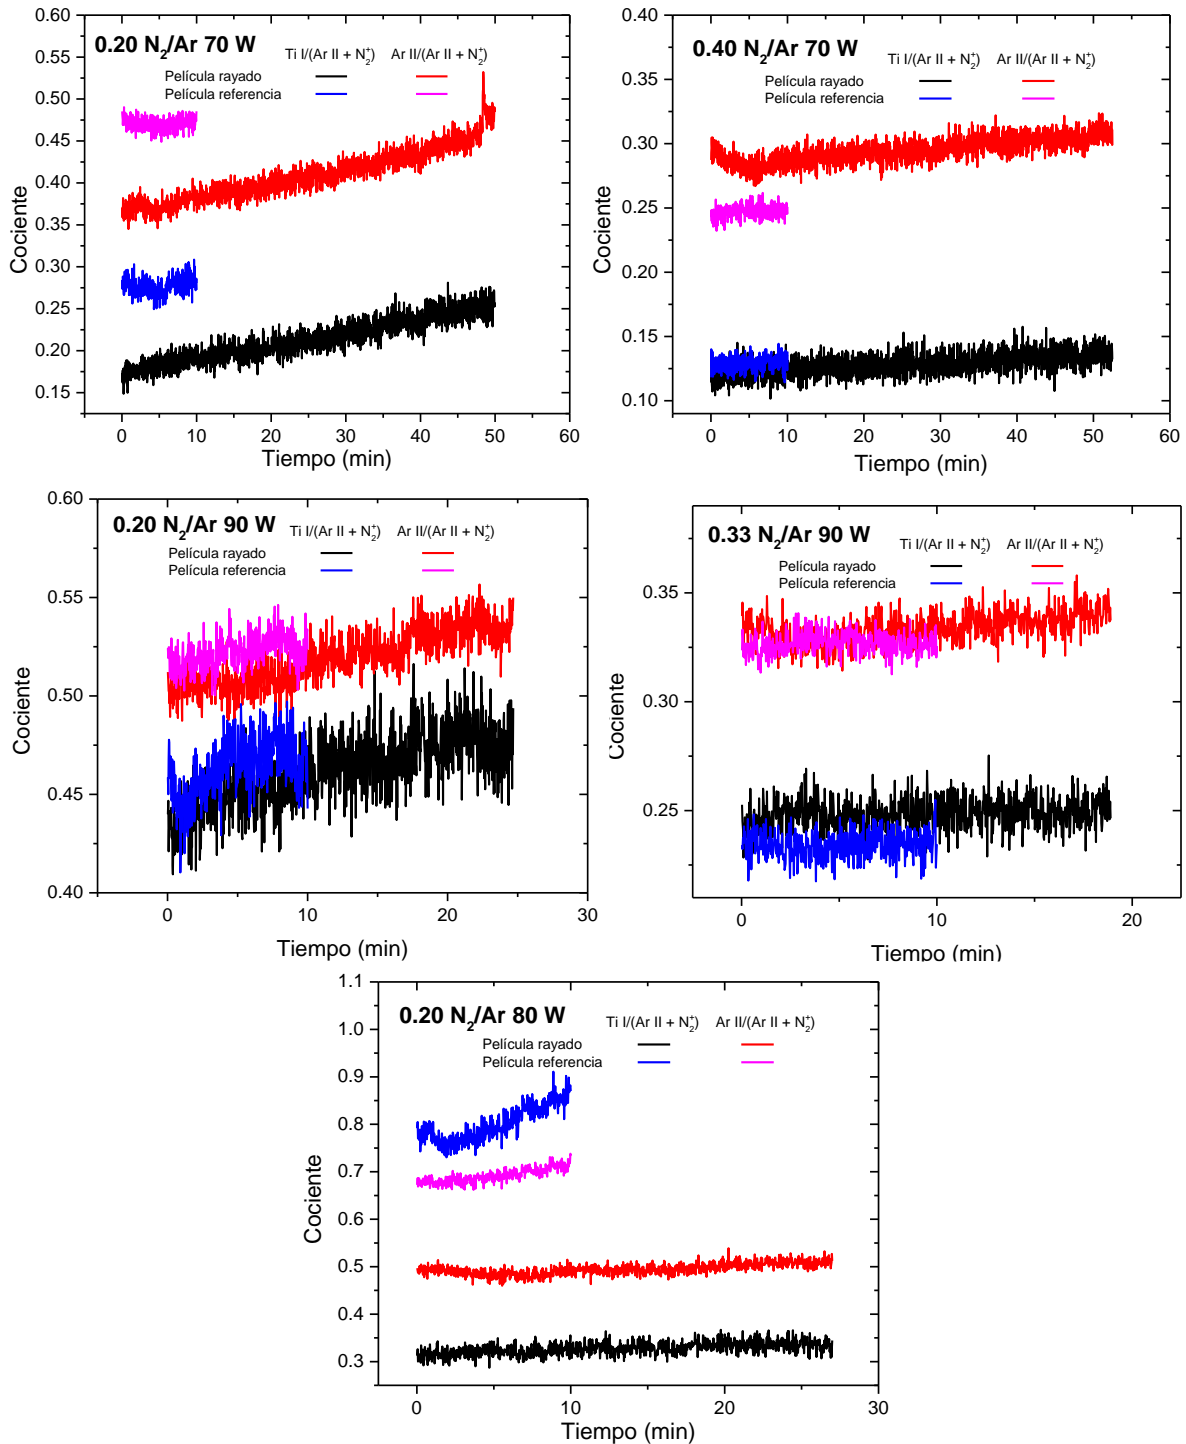 0.20 N₂/Ar 70 W
Ti I/(Ar II + N₂⁺) Ar II/(Ar II + N₂⁺)
Película rayado
Película referencia
0.60
0.55
0.50
0.45
0.40
0.35
0.30
0.25
0.20
0.15
Cociente
0 10 20 30 40 50 60
Tiempo (min)
0.40 N₂/Ar 70 W
Ti I/(Ar II + N₂⁺) Ar II/(Ar II + N₂⁺)
Película rayado
Película referencia
0.40
0.35
0.30
0.25
0.20
0.15
0.10
Cociente
0 10 20 30 40 50 60
Tiempo (min)
0.20 N₂/Ar 90 W
Ti I/(Ar II + N₂⁺) Ar II/(Ar II + N₂⁺)
Película rayado
Película referencia
0.60
0.55
0.50
0.45
0.40
Cociente
0 10 20 30
Tiempo (min)
0.33 N₂/Ar 90 W
Ti I/(Ar II + N₂⁺) Ar II/(Ar II + N₂⁺)
Película rayado
Película referencia
0.35
0.30
0.25
Cociente
0 10 20
Tiempo (min)
0.20 N₂/Ar 80 W
Ti I/(Ar II + N₂⁺) Ar II/(Ar II + N₂⁺)
Película rayado
Película referencia
1.1
1.0
0.9
0.8
0.7
0.6
0.5
0.4
0.3
Cociente
0 10 20 30
Tiempo (min)